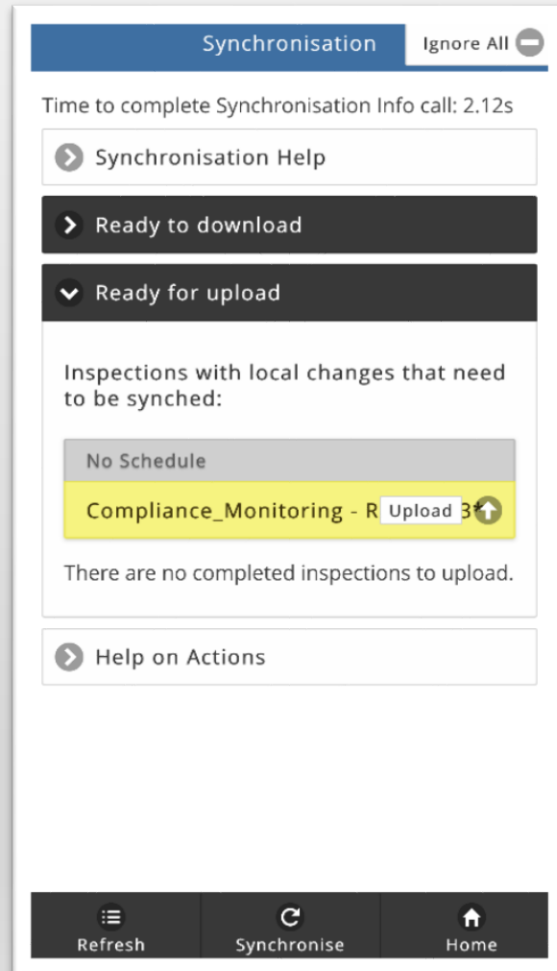 Synchronisation
Ignore All
Time to complete Synchronisation Info call: 2.12s
Synchronisation Help
Ready to download
Ready for upload
Inspections with local changes that need
to be synched:
No Schedule
Compliance_Monitoring - R Upload 3*
There are no completed inspections to upload.
Help on Actions
Refresh
Synchronise
Home